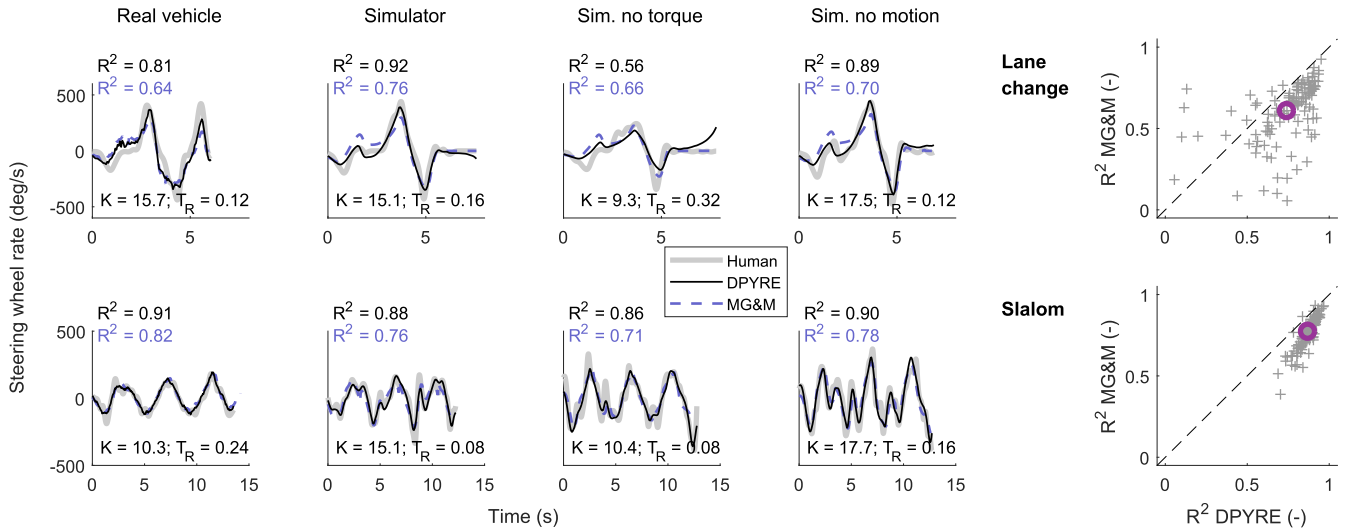 Real vehicle
Simulator
Sim. no torque
Sim. no motion
Steering wheel rate (deg/s)
R² = 0.81
R² = 0.64
500
0
-500
K = 15.7; T_R = 0.12
0
5
R² = 0.92
R² = 0.76
K = 15.1; T_R = 0.16
0
5
R² = 0.56
R² = 0.66
K = 9.3; T_R = 0.32
0
5
R² = 0.89
R² = 0.70
K = 17.5; T_R = 0.12
0
5
Lane
change
R² MG&M (-)
1
0.5
0
0
0.5
1
Human
DPYRE
MG&M
R² = 0.91
R² = 0.82
500
0
-500
K = 10.3; T_R = 0.24
0
5
10
15
R² = 0.88
R² = 0.76
K = 15.1; T_R = 0.08
0
5
10
15
R² = 0.86
R² = 0.71
K = 10.4; T_R = 0.08
0
5
10
15
R² = 0.90
R² = 0.78
K = 17.7; T_R = 0.16
0
5
10
15
Time (s)
Slalom
R² MG&M (-)
1
0.5
0
0
0.5
1
R² DPYRE (-)